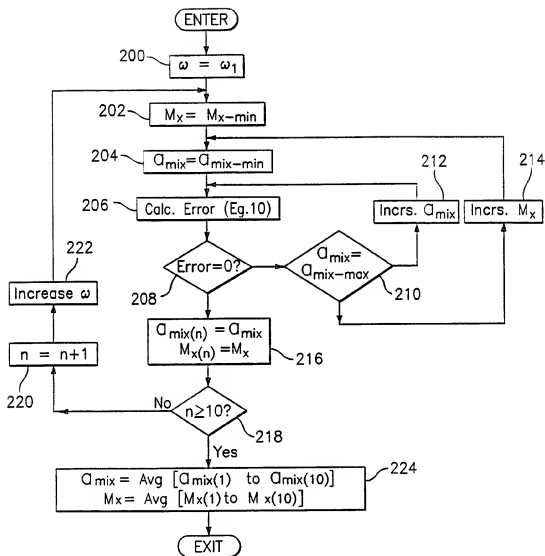 ENTER
200
ω = ω1
202
Mx = Mx-min
204
amix = amix-min
212
214
206
Calc. Error (Eg.10)
Incrs. amix
Incrs. Mx
222
Error=0?
amix =
amix-max
208
210
Increase ω
amix(n) = amix
Mx(n) = Mx
216
n = n+1
220
No
n≥10?
218
Yes
amix = Avg [amix(1) to amix(10)]
Mx = Avg [Mx(1) to Mx(10)]
224
EXIT